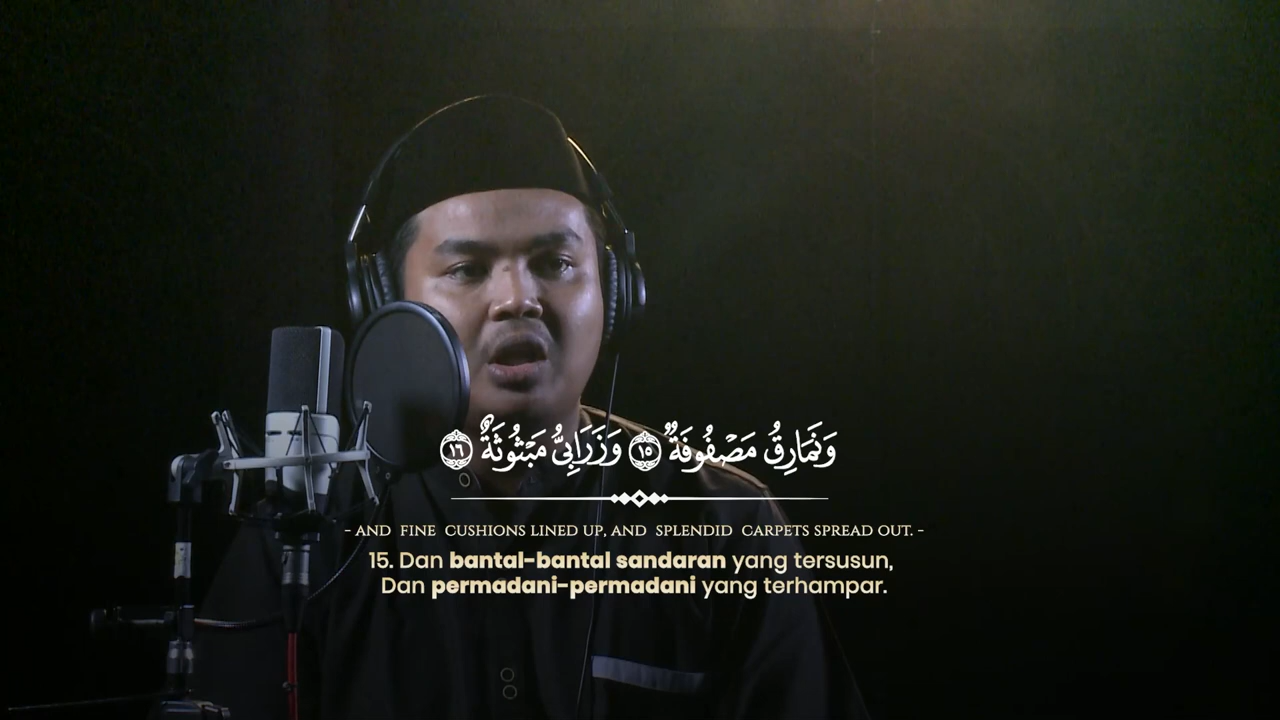 وَنَمَارِقُ مَصْفُوفَةٌ ١٥ وَزَرَابِيُّ مَبْثُوثَةٌ ١٦
- AND FINE CUSHIONS LINED UP, AND SPLENDID CARPETS SPREAD OUT. -
15. Dan bantal-bantal sandaran yang tersusun,
Dan permadani-permadani yang terhampar.